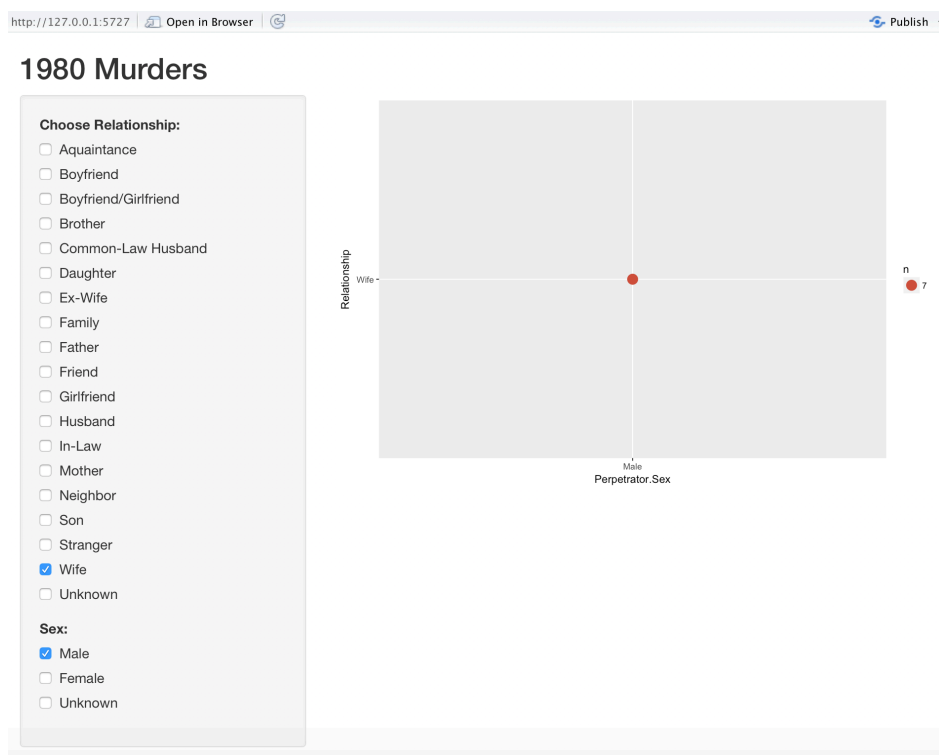 http://127.0.0.1:5727 Open in Browser Publish
1980 Murders
Choose Relationship:
Aquaintance
Boyfriend
Boyfriend/Girlfriend
Brother
Common-Law Husband
Daughter
Ex-Wife
Family
Father
Friend
Girlfriend
Husband
In-Law
Mother
Neighbor
Son
Stranger
Wife
Unknown
Sex:
Male
Female
Unknown
Relationship
Wife
Male
Perpetrator.Sex
n
7